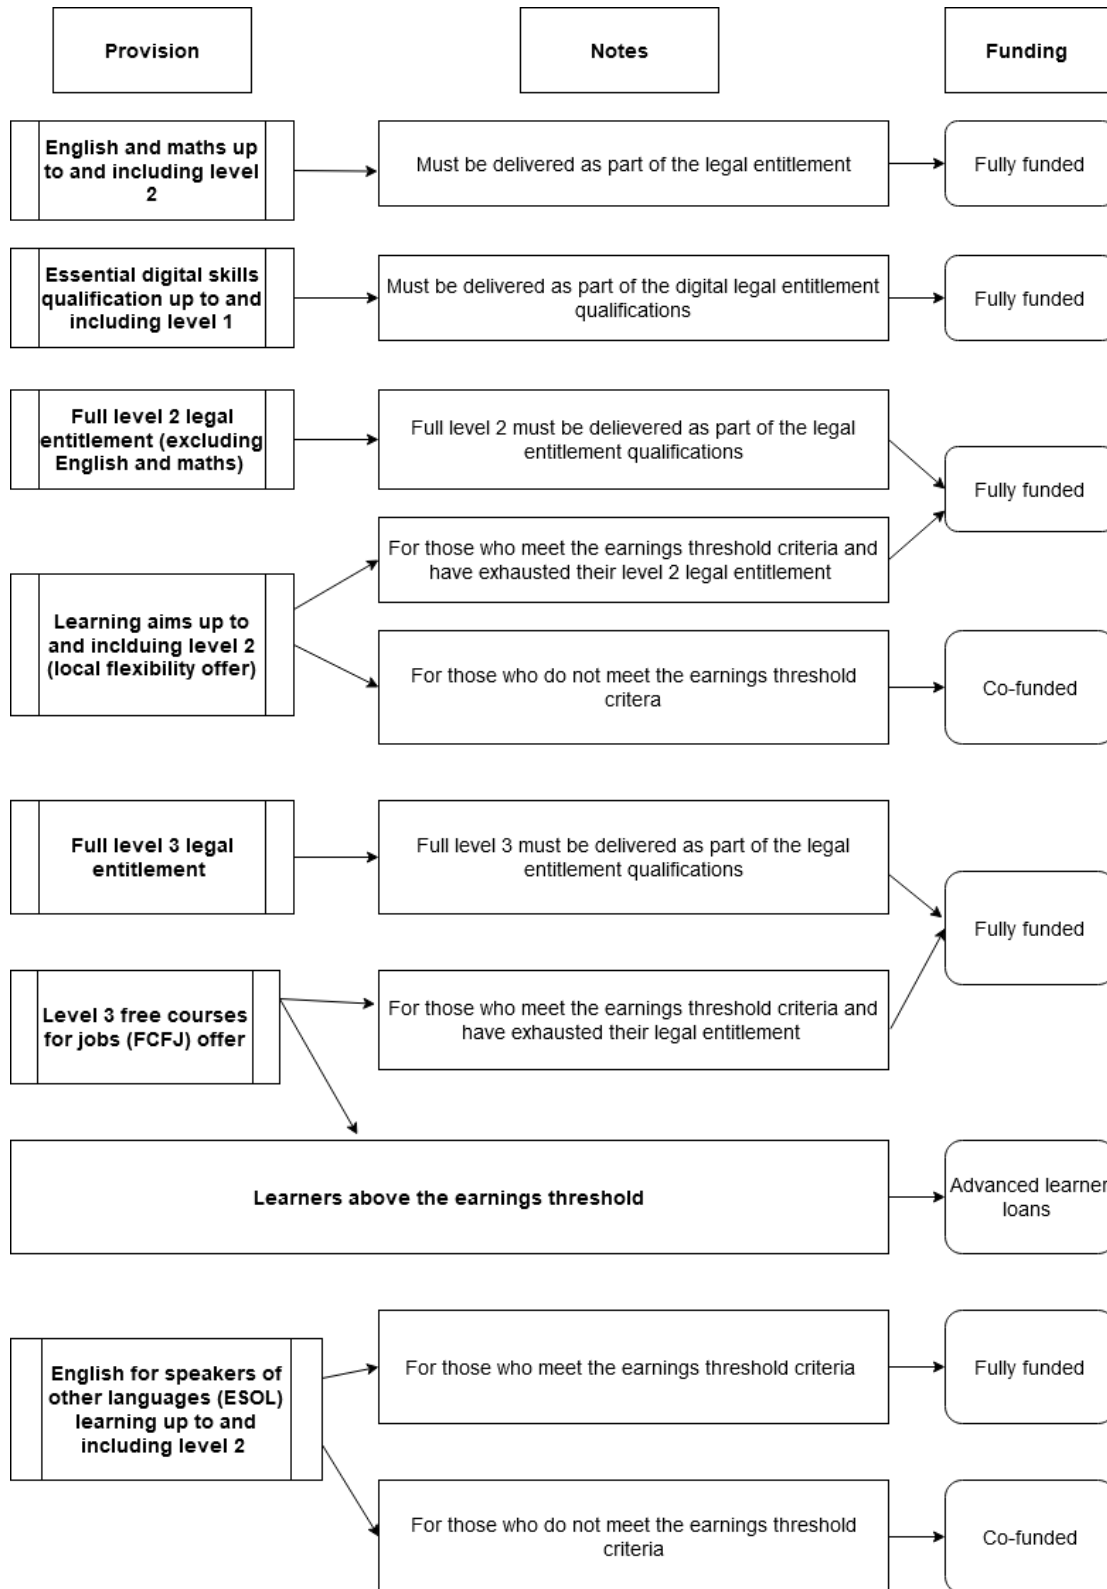 Provision
Notes
Funding
English and maths up
to and including level
2
Must be delivered as part of the legal entitlement
Fully funded
Essential digital skills
qualification up to and
including level 1
Must be delivered as part of the digital legal entitlement
qualifications
Fully funded
Full level 2 legal
entitlement (excluding
English and maths)
Full level 2 must be delievered as part of the legal
entitlement qualifications
Fully funded
Learning aims up to
and inclduing level 2
(local flexibility offer)
For those who meet the earnings threshold criteria and
have exhausted their level 2 legal entitlement
For those who do not meet the earnings threshold
critera
Co-funded
Full level 3 legal
entitlement
Full level 3 must be delivered as part of the legal
entitlement qualifications
Fully funded
Level 3 free courses
for jobs (FCFJ) offer
For those who meet the earnings threshold criteria and
have exhausted their legal entitlement
Learners above the earnings threshold
Advanced learner
loans
English for speakers of
other languages (ESOL)
learning up to and
including level 2
For those who meet the earnings threshold criteria
Fully funded
For those who do not meet the earnings threshold
criteria
Co-funded